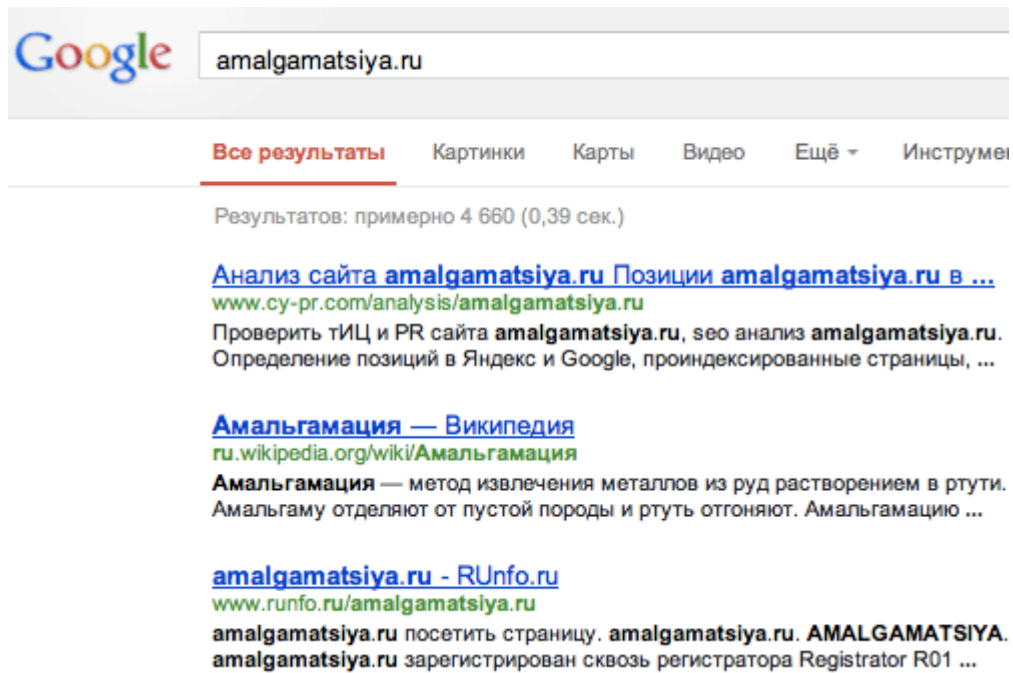 Google
amalgamatsiya.ru
Все результаты Картинки Карты Видео Ещё
Результатов: примерно 4 660 (0,39 сек.)
Анализ сайта amalgamatsiya.ru Позиции amalgamatsiya.ru в ...
www.cy-pr.com/analysis/amalgamatsiya.ru
Проверить тИЦ и PR сайта amalgamatsiya.ru, seo анализ amalgamatsiya.ru.
Определение позиций в Яндекс и Google, проиндексированные страницы, ...
Амальгамация — Википедия
ru.wikipedia.org/wiki/Амальгамация
Амальгамация — метод извлечения металлов из руд растворением в ртути.
Амальгаму отделяют от пустой породы и ртуть отгоняют. Амальгамацию ...
amalgamatsiya.ru - RUnfo.ru
www.runfo.ru/amalgamatsiya.ru
amalgamatsiya.ru посетить страницу. amalgamatsiya.ru. AMALGAMATSIYA.
amalgamatsiya.ru зарегистрирован сквозь регистратора Registrator R01 ...